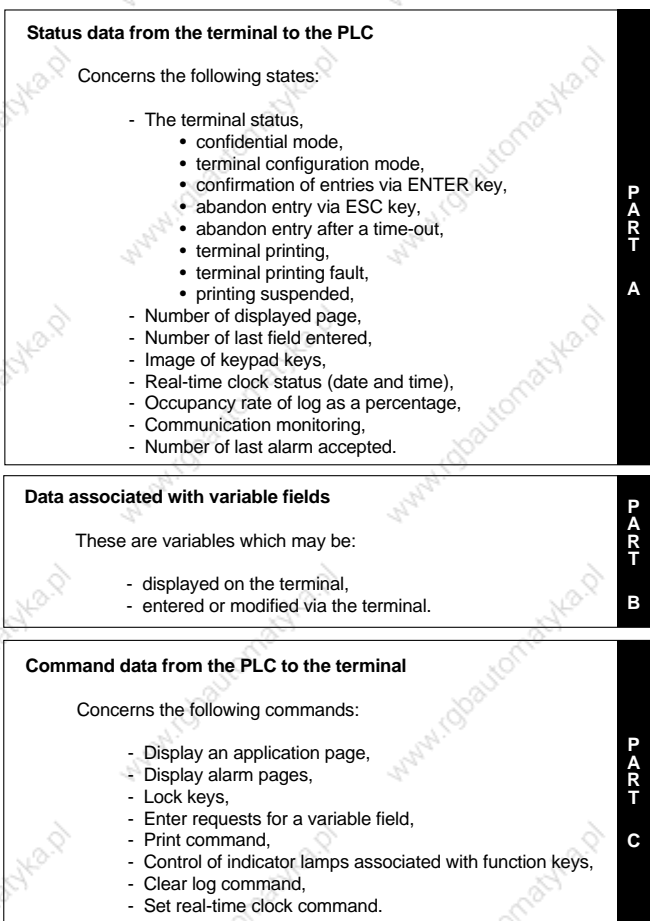 Status data from the terminal to the PLC
Concerns the following states:
- The terminal status,
• confidential mode,
• terminal configuration mode,
• confirmation of entries via ENTER key,
• abandon entry via ESC key,
• abandon entry after a time-out,
• terminal printing,
• terminal printing fault,
• printing suspended,
- Number of displayed page,
- Number of last field entered,
- Image of keypad keys,
- Real-time clock status (date and time),
- Occupancy rate of log as a percentage,
- Communication monitoring,
- Number of last alarm accepted.
PART A
Data associated with variable fields
These are variables which may be:
- displayed on the terminal,
- entered or modified via the terminal.
PART B
Command data from the PLC to the terminal
Concerns the following commands:
- Display an application page,
- Display alarm pages,
- Lock keys,
- Enter requests for a variable field,
- Print command,
- Control of indicator lamps associated with function keys,
- Clear log command,
- Set real-time clock command.
PART C
www.rgbautomatyka.pl